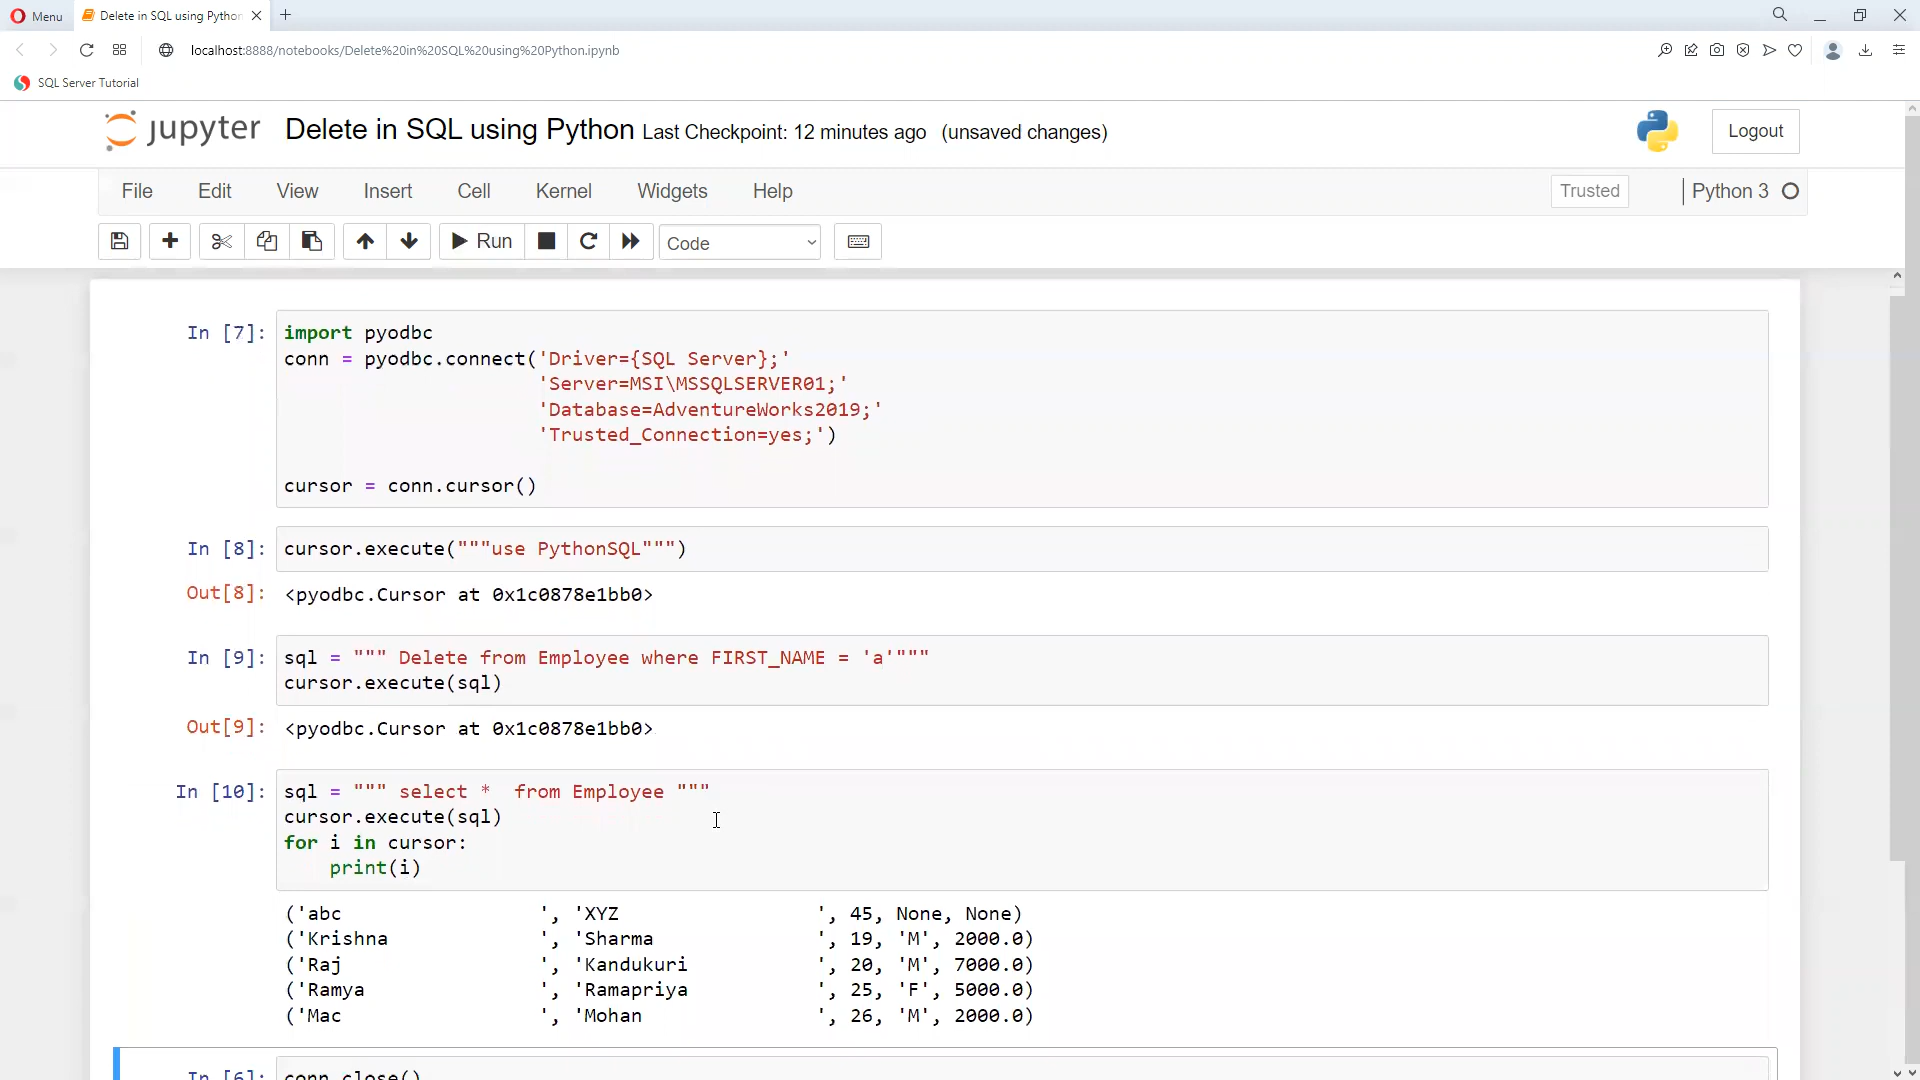 Menu
Delete in SQL using Python
localhost:8888/notebooks/Delete%20in%20SQL%20using%20Python.ipynb
SQL Server Tutorial
jupyter Delete in SQL using Python Last Checkpoint: 12 minutes ago (unsaved changes)
Logout
File Edit View Insert Cell Kernel Widgets Help
Trusted
Python 3
Run
Code
In [7]:
import pyodbc
conn = pyodbc.connect('Driver={SQL Server};'
'Server=MSI\MSSQLSERVER01;'
'Database=AdventureWorks2019;'
'Trusted_Connection=yes;')
cursor = conn.cursor()
In [8]:
cursor.execute("""use PythonSQL""")
Out[8]:
<pyodbc.Cursor at 0x1c0878e1bb0>
In [9]:
sql = """ Delete from Employee where FIRST_NAME = 'a'"""
cursor.execute(sql)
Out[9]:
<pyodbc.Cursor at 0x1c0878e1bb0>
In [10]:
sql = """ select *  from Employee """
cursor.execute(sql)
for i in cursor:
    print(i)
('abc                 ', 'XYZ                 ', 45, None, None)
('Krishna             ', 'Sharma              ', 19, 'M', 2000.0)
('Raj                 ', 'Kandukuri           ', 20, 'M', 7000.0)
('Ramya               ', 'Ramapriya           ', 25, 'F', 5000.0)
('Mac                 ', 'Mohan               ', 26, 'M', 2000.0)
In [6]:
conn.close()